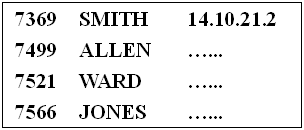 7369 SMITH 14.10.21.2
7499 ALLEN …...
7521 WARD …...
7566 JONES …...